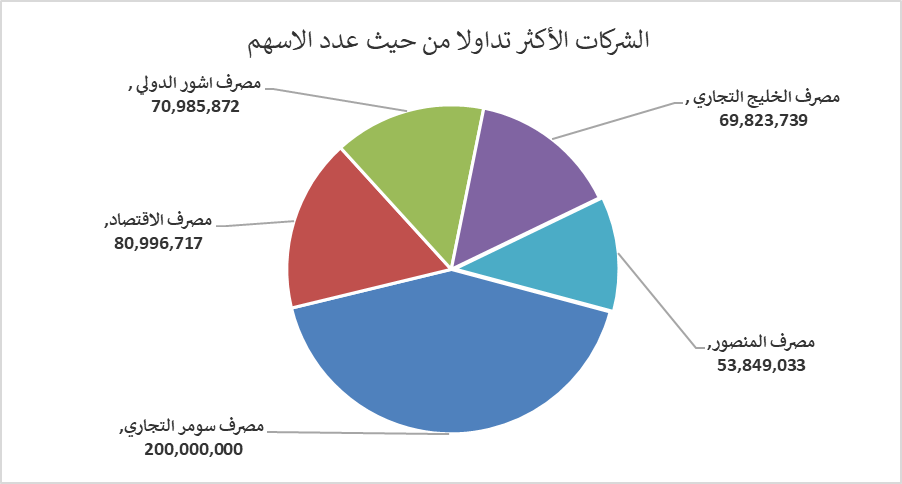 الشركات الأكثر تداولا من حيث عدد الاسهم
مصرف الخليج التجاري ,
69,823,739
مصرف اشور الدولي ,
70,985,872
مصرف الاقتصاد,
80,996,717
مصرف المنصور,
53,849,033
مصرف سومر التجاري,
200,000,000